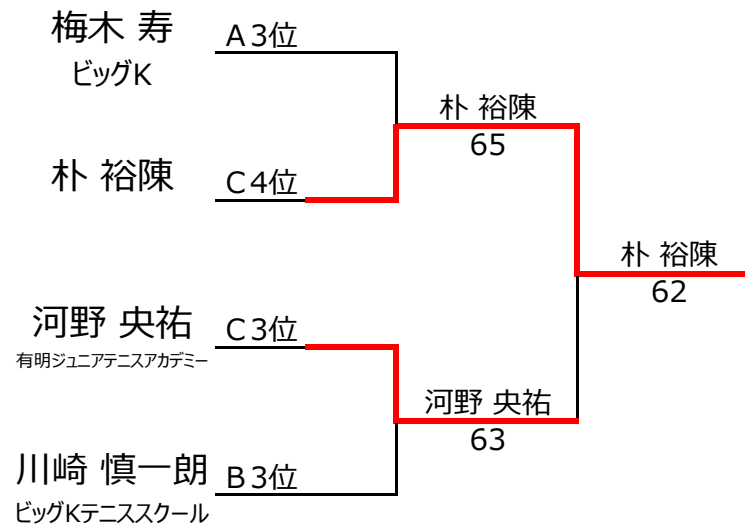 梅木 寿
A3位
ビッグK
朴 裕陳
65
朴 裕陳
C4位
朴 裕陳
62
河野 央祐
C3位
有明ジュニアテニスアカデミー
河野 央祐
63
川崎 慎一朗
B3位
ビッグKテニススクール